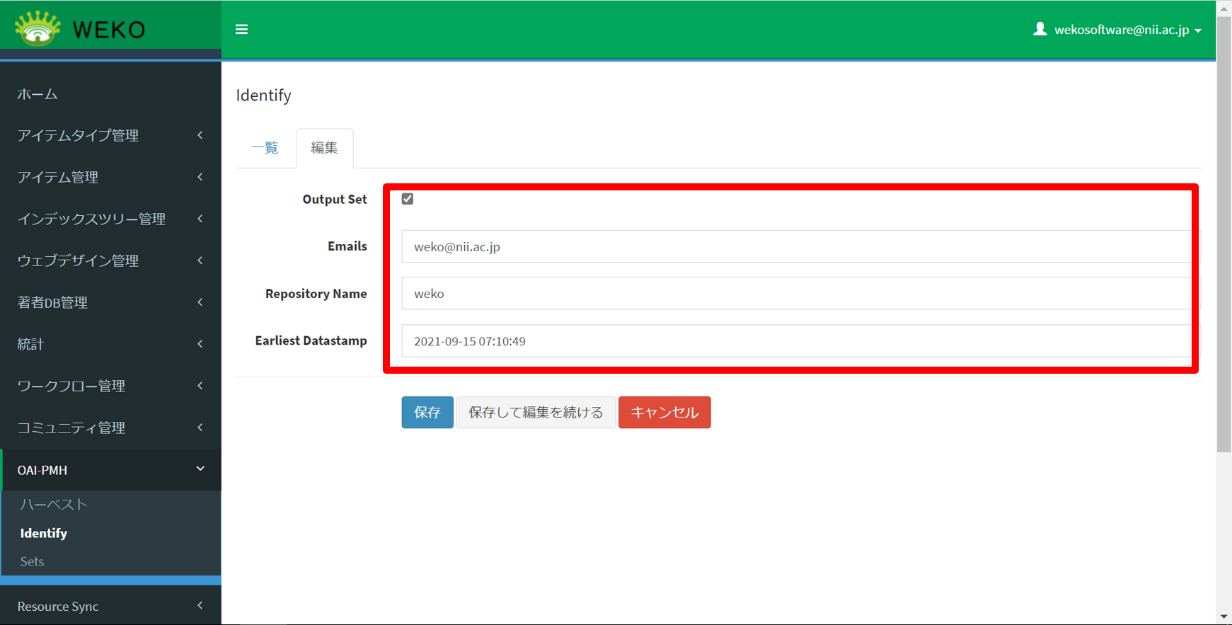 WEKO
wekosoftware@nii.ac.jp
ホーム
アイテムタイプ管理
アイテム管理
インデックスツリー管理
ウェブデザイン管理
著者DB管理
統計
ワークフロー管理
コミュニティ管理
OAI-PMH
ハーベスト
Identify
Sets
Resource Sync
Identify
一覧 編集
Output Set
Emails weko@nii.ac.jp
Repository Name weko
Earliest Datastamp 2021-09-15 07:10:49
保存 保存して編集を続ける キャンセル